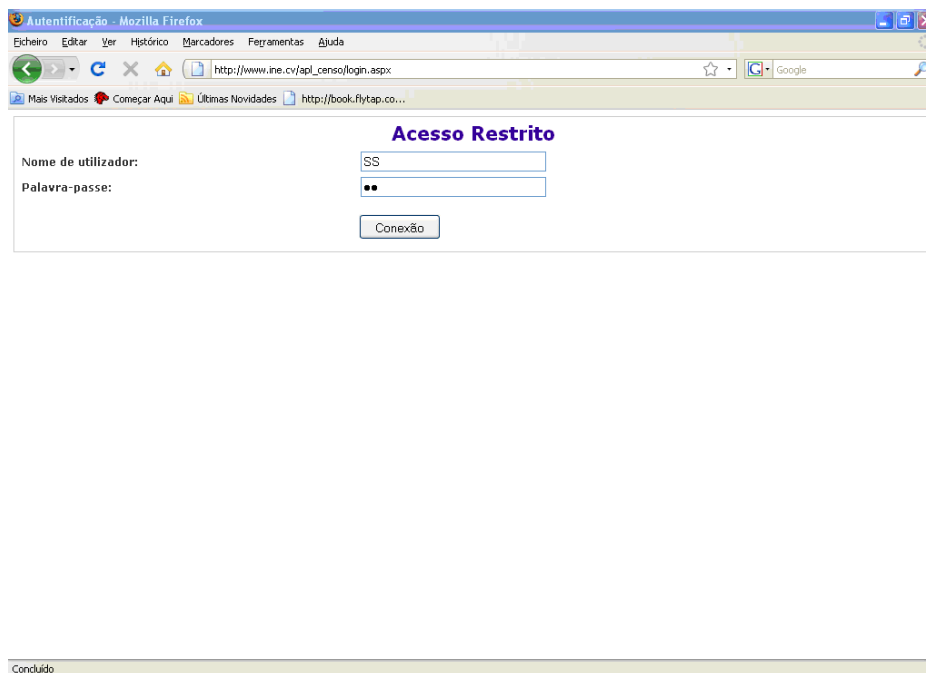 Autentificação - Mozilla Firefox
Ficheiro Editar Ver Histórico Marcadores Ferramentas Ajuda
http://www.ine.cv/apl_censo/login.aspx
Google
Mais Visitados Começar Aqui Últimas Novidades http://book.flytap.co...
Acesso Restrito
Nome de utilizador: SS
Palavra-passe: ●●
Conexão
Concluído